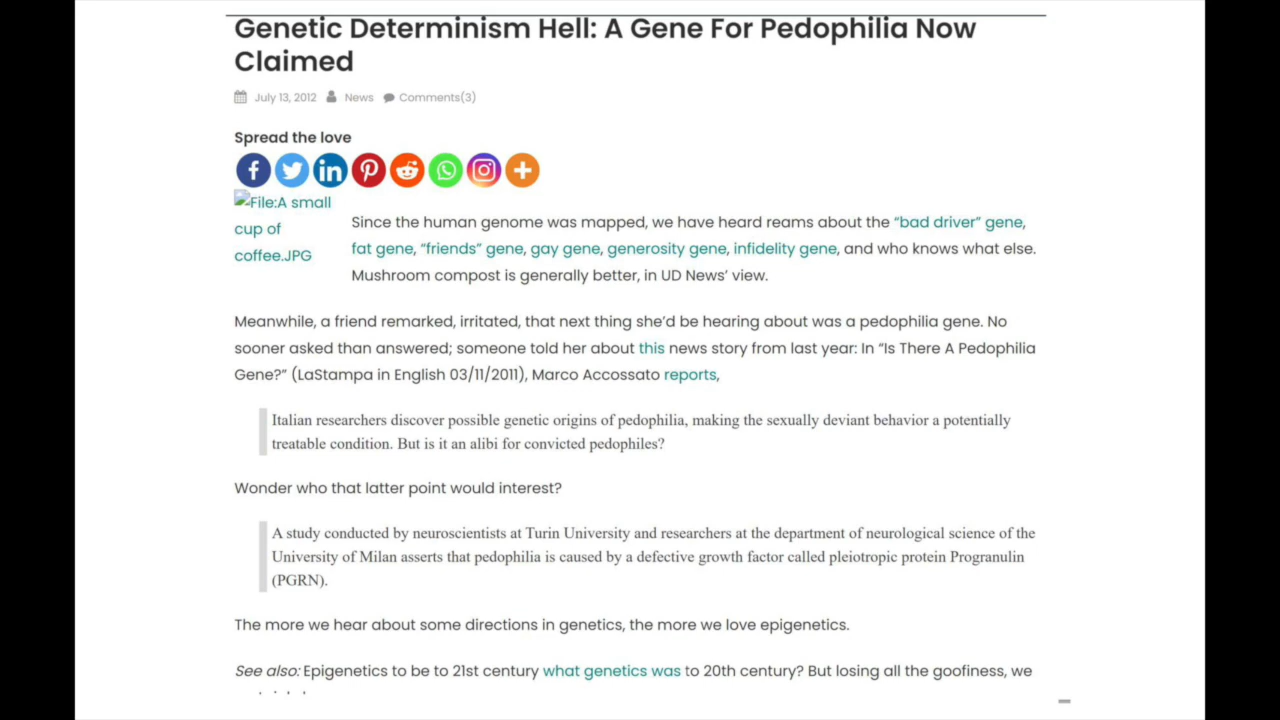 Genetic Determinism Hell: A Gene For Pedophilia Now
Claimed
July 13, 2012 News Comments(3)
Spread the love
File:A small
cup of
coffee.JPG
Since the human genome was mapped, we have heard reams about the “bad driver” gene,
fat gene, “friends” gene, gay gene, generosity gene, infidelity gene, and who knows what else.
Mushroom compost is generally better, in UD News’ view.
Meanwhile, a friend remarked, irritated, that next thing she’d be hearing about was a pedophilia gene. No
sooner asked than answered; someone told her about this news story from last year: In “Is There A Pedophilia
Gene?” (LaStampa in English 03/11/2011), Marco Accossato reports,
Italian researchers discover possible genetic origins of pedophilia, making the sexually deviant behavior a potentially
treatable condition. But is it an alibi for convicted pedophiles?
Wonder who that latter point would interest?
A study conducted by neuroscientists at Turin University and researchers at the department of neurological science of the
University of Milan asserts that pedophilia is caused by a defective growth factor called pleiotropic protein Progranulin
(PGRN).
The more we hear about some directions in genetics, the more we love epigenetics.
See also: Epigenetics to be to 21st century what genetics was to 20th century? But losing all the goofiness, we